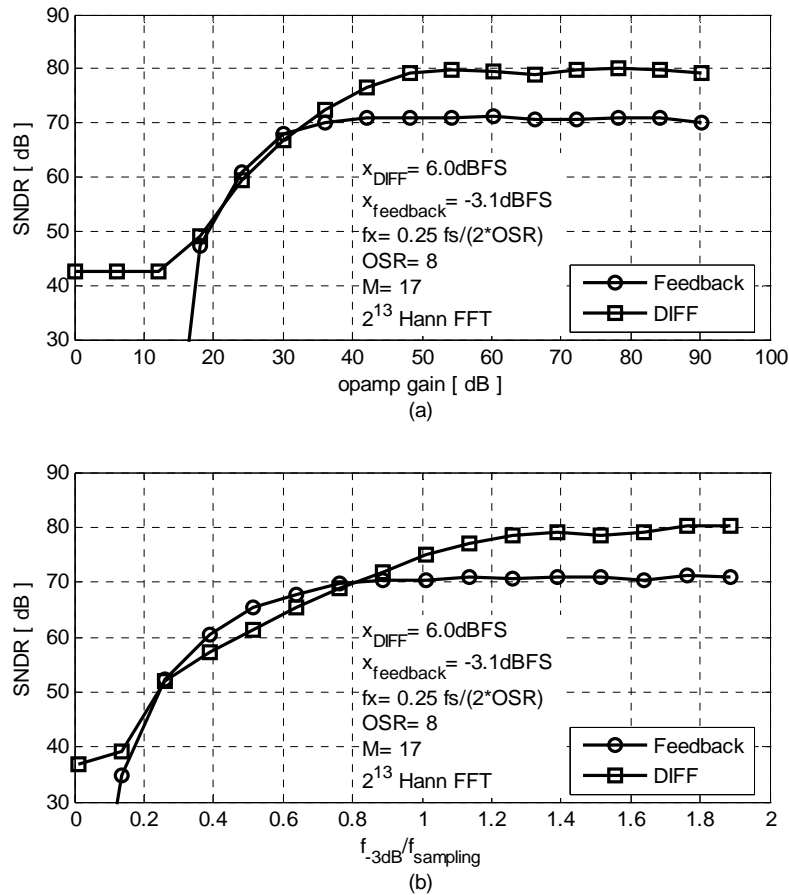 90
80
70
60
50
40
30
SNDR [ dB ]
x_DIFF= 6.0dBFS
x_feedback= -3.1dBFS
fx= 0.25 fs/(2*OSR)
OSR= 8
M= 17
2^13 Hann FFT
Feedback
DIFF
0 10 20 30 40 50 60 70 80 90 100
opamp gain [ dB ]
(a)
90
80
70
60
50
40
30
SNDR [ dB ]
x_DIFF= 6.0dBFS
x_feedback= -3.1dBFS
fx= 0.25 fs/(2*OSR)
OSR= 8
M= 17
2^13 Hann FFT
Feedback
DIFF
0 0.2 0.4 0.6 0.8 1 1.2 1.4 1.6 1.8 2
f_-3dB/f_sampling
(b)